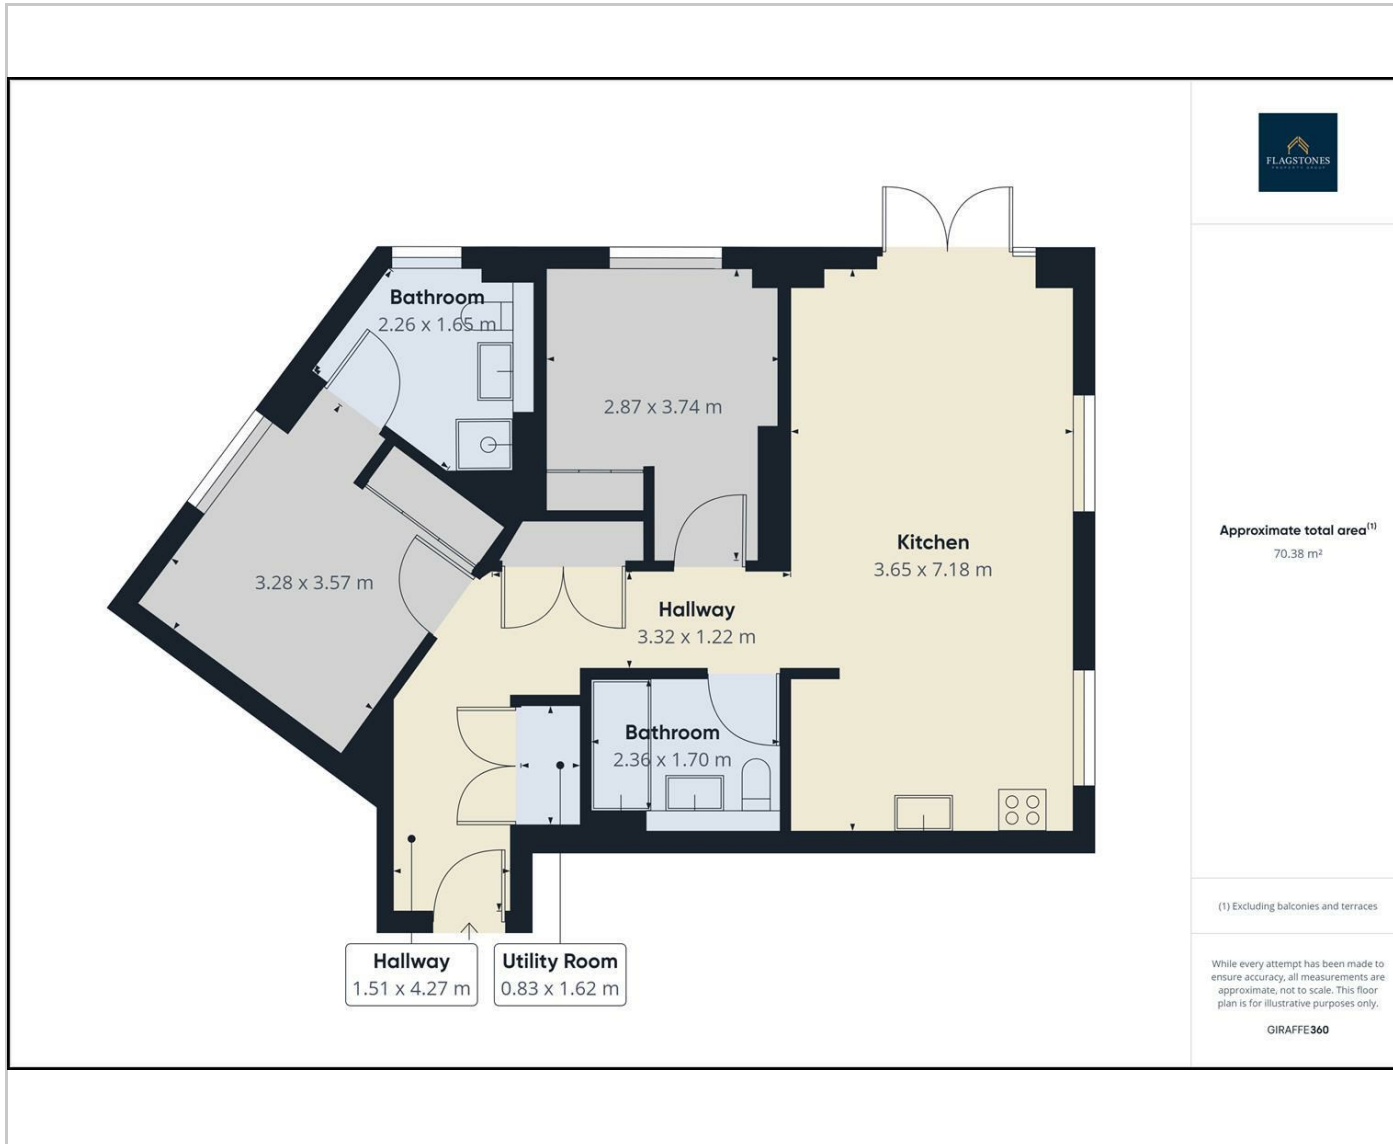 FLAGSTONES
PROPERTY GROUP
Bathroom
2.26 x 1.65 m
2.87 x 3.74 m
Kitchen
3.65 x 7.18 m
3.28 x 3.57 m
Hallway
3.32 x 1.22 m
Bathroom
2.36 x 1.70 m
Hallway
1.51 x 4.27 m
Utility Room
0.83 x 1.62 m
Approximate total area(1)
70.38 m²
(1) Excluding balconies and terraces
While every attempt has been made to
ensure accuracy, all measurements are
approximate, not to scale. This floor
plan is for illustrative purposes only.
GIRAFFE360